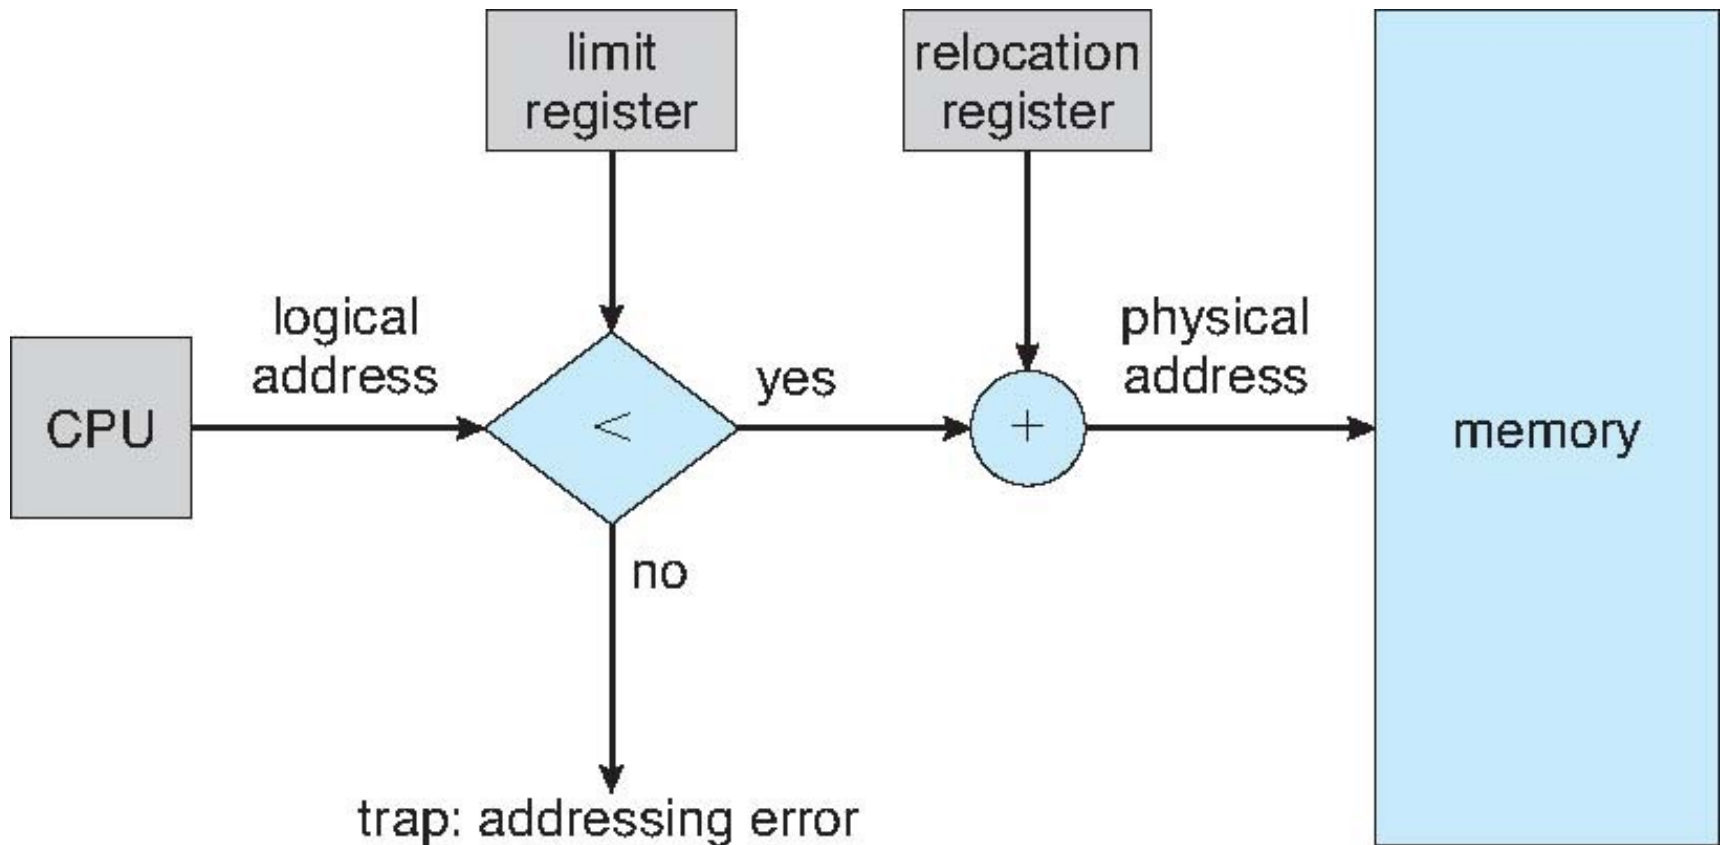 limit
register
relocation
register
logical
address
physical
address
CPU
<
yes
+
memory
no
trap: addressing error